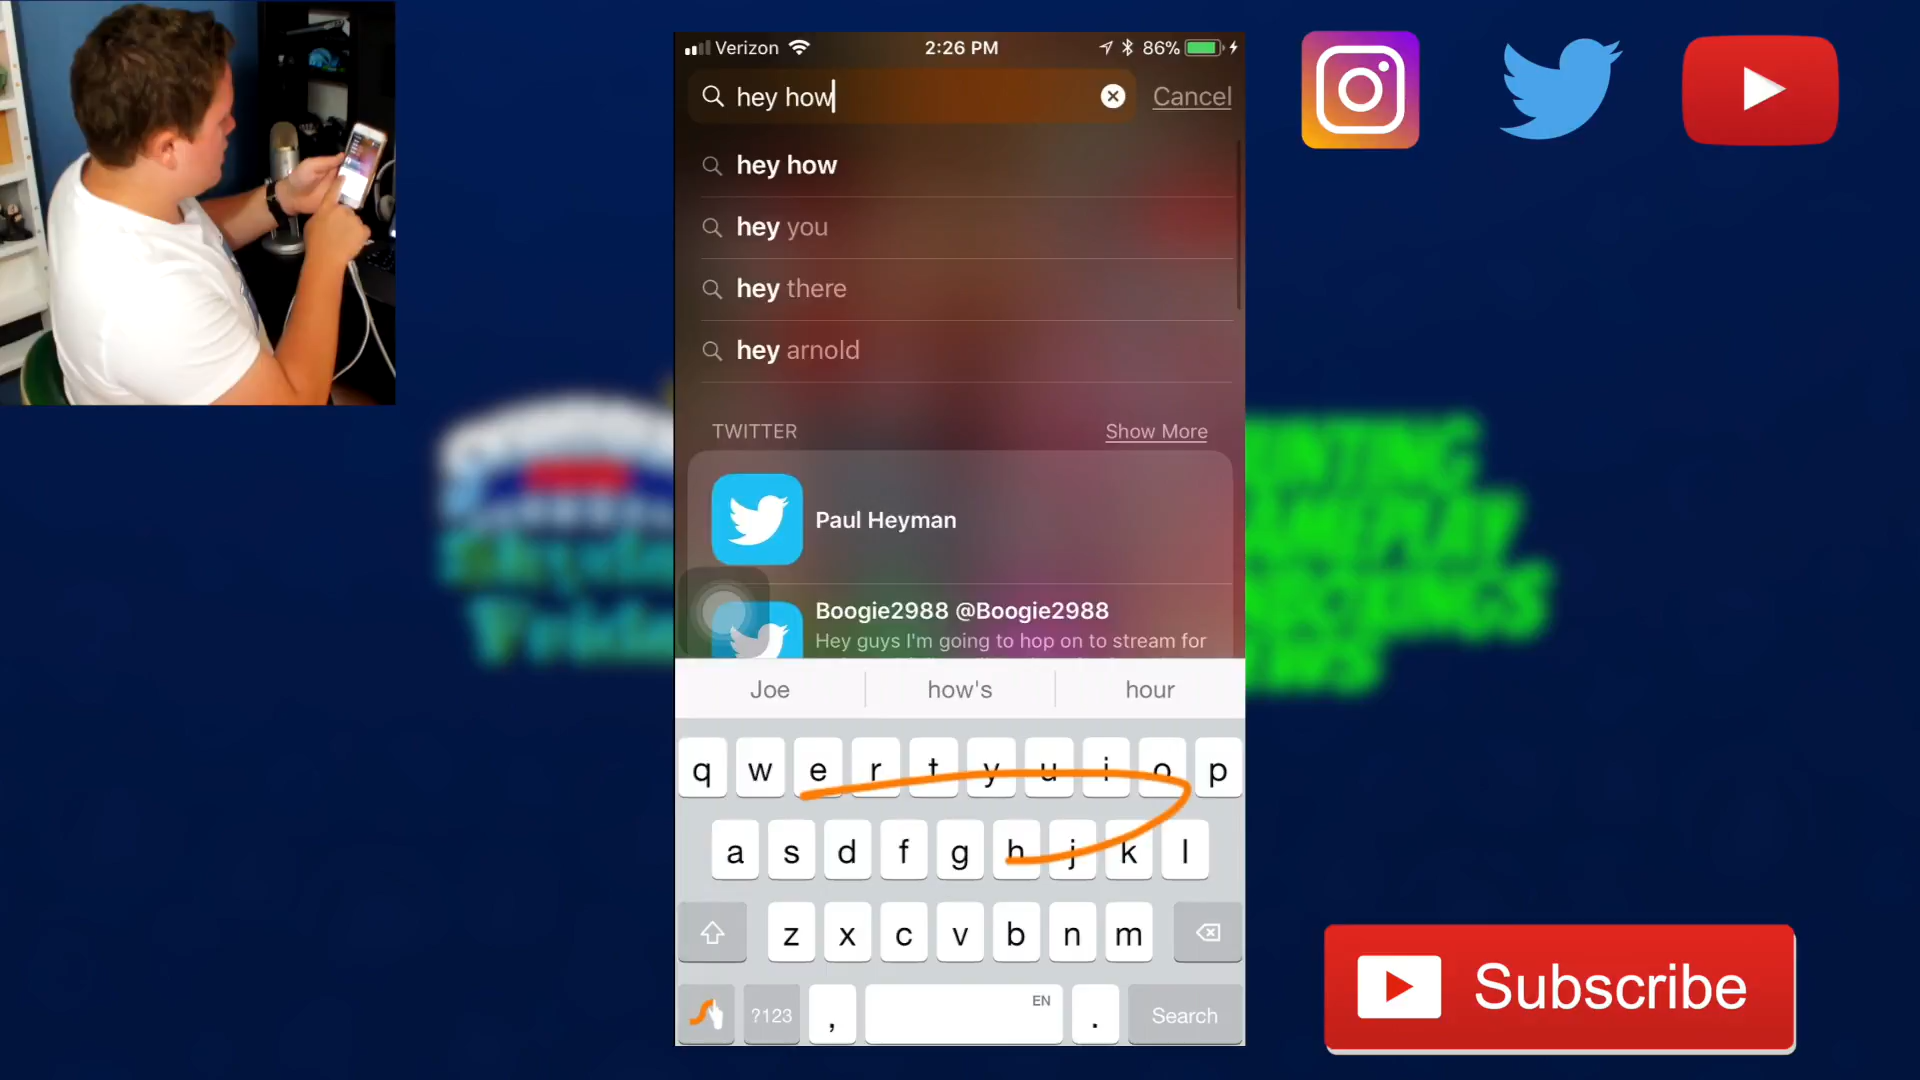 Verizon 2:26 PM 86%
hey how Cancel
hey how
hey you
hey there
hey arnold
TWITTER Show More
Paul Heyman
Boogie2988 @Boogie2988
Hey guys I'm going to hop on to stream for
Joe how's hour
q w e r t y u i o p
a s d f g h j k l
z x c v b n m
?123 , EN . Search
Subscribe